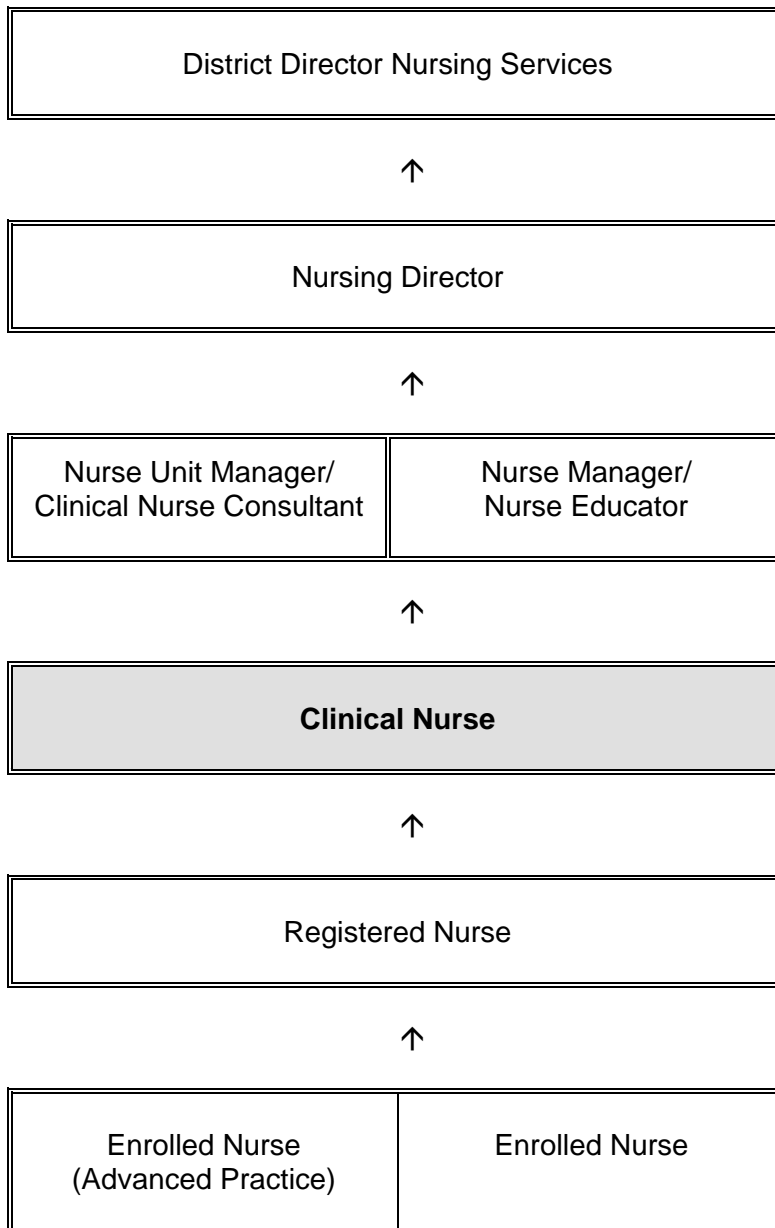 District Director Nursing Services
↑
Nursing Director
↑
Nurse Unit Manager/
Clinical Nurse Consultant
Nurse Manager/
Nurse Educator
↑
Clinical Nurse
↑
Registered Nurse
↑
Enrolled Nurse
(Advanced Practice)
Enrolled Nurse